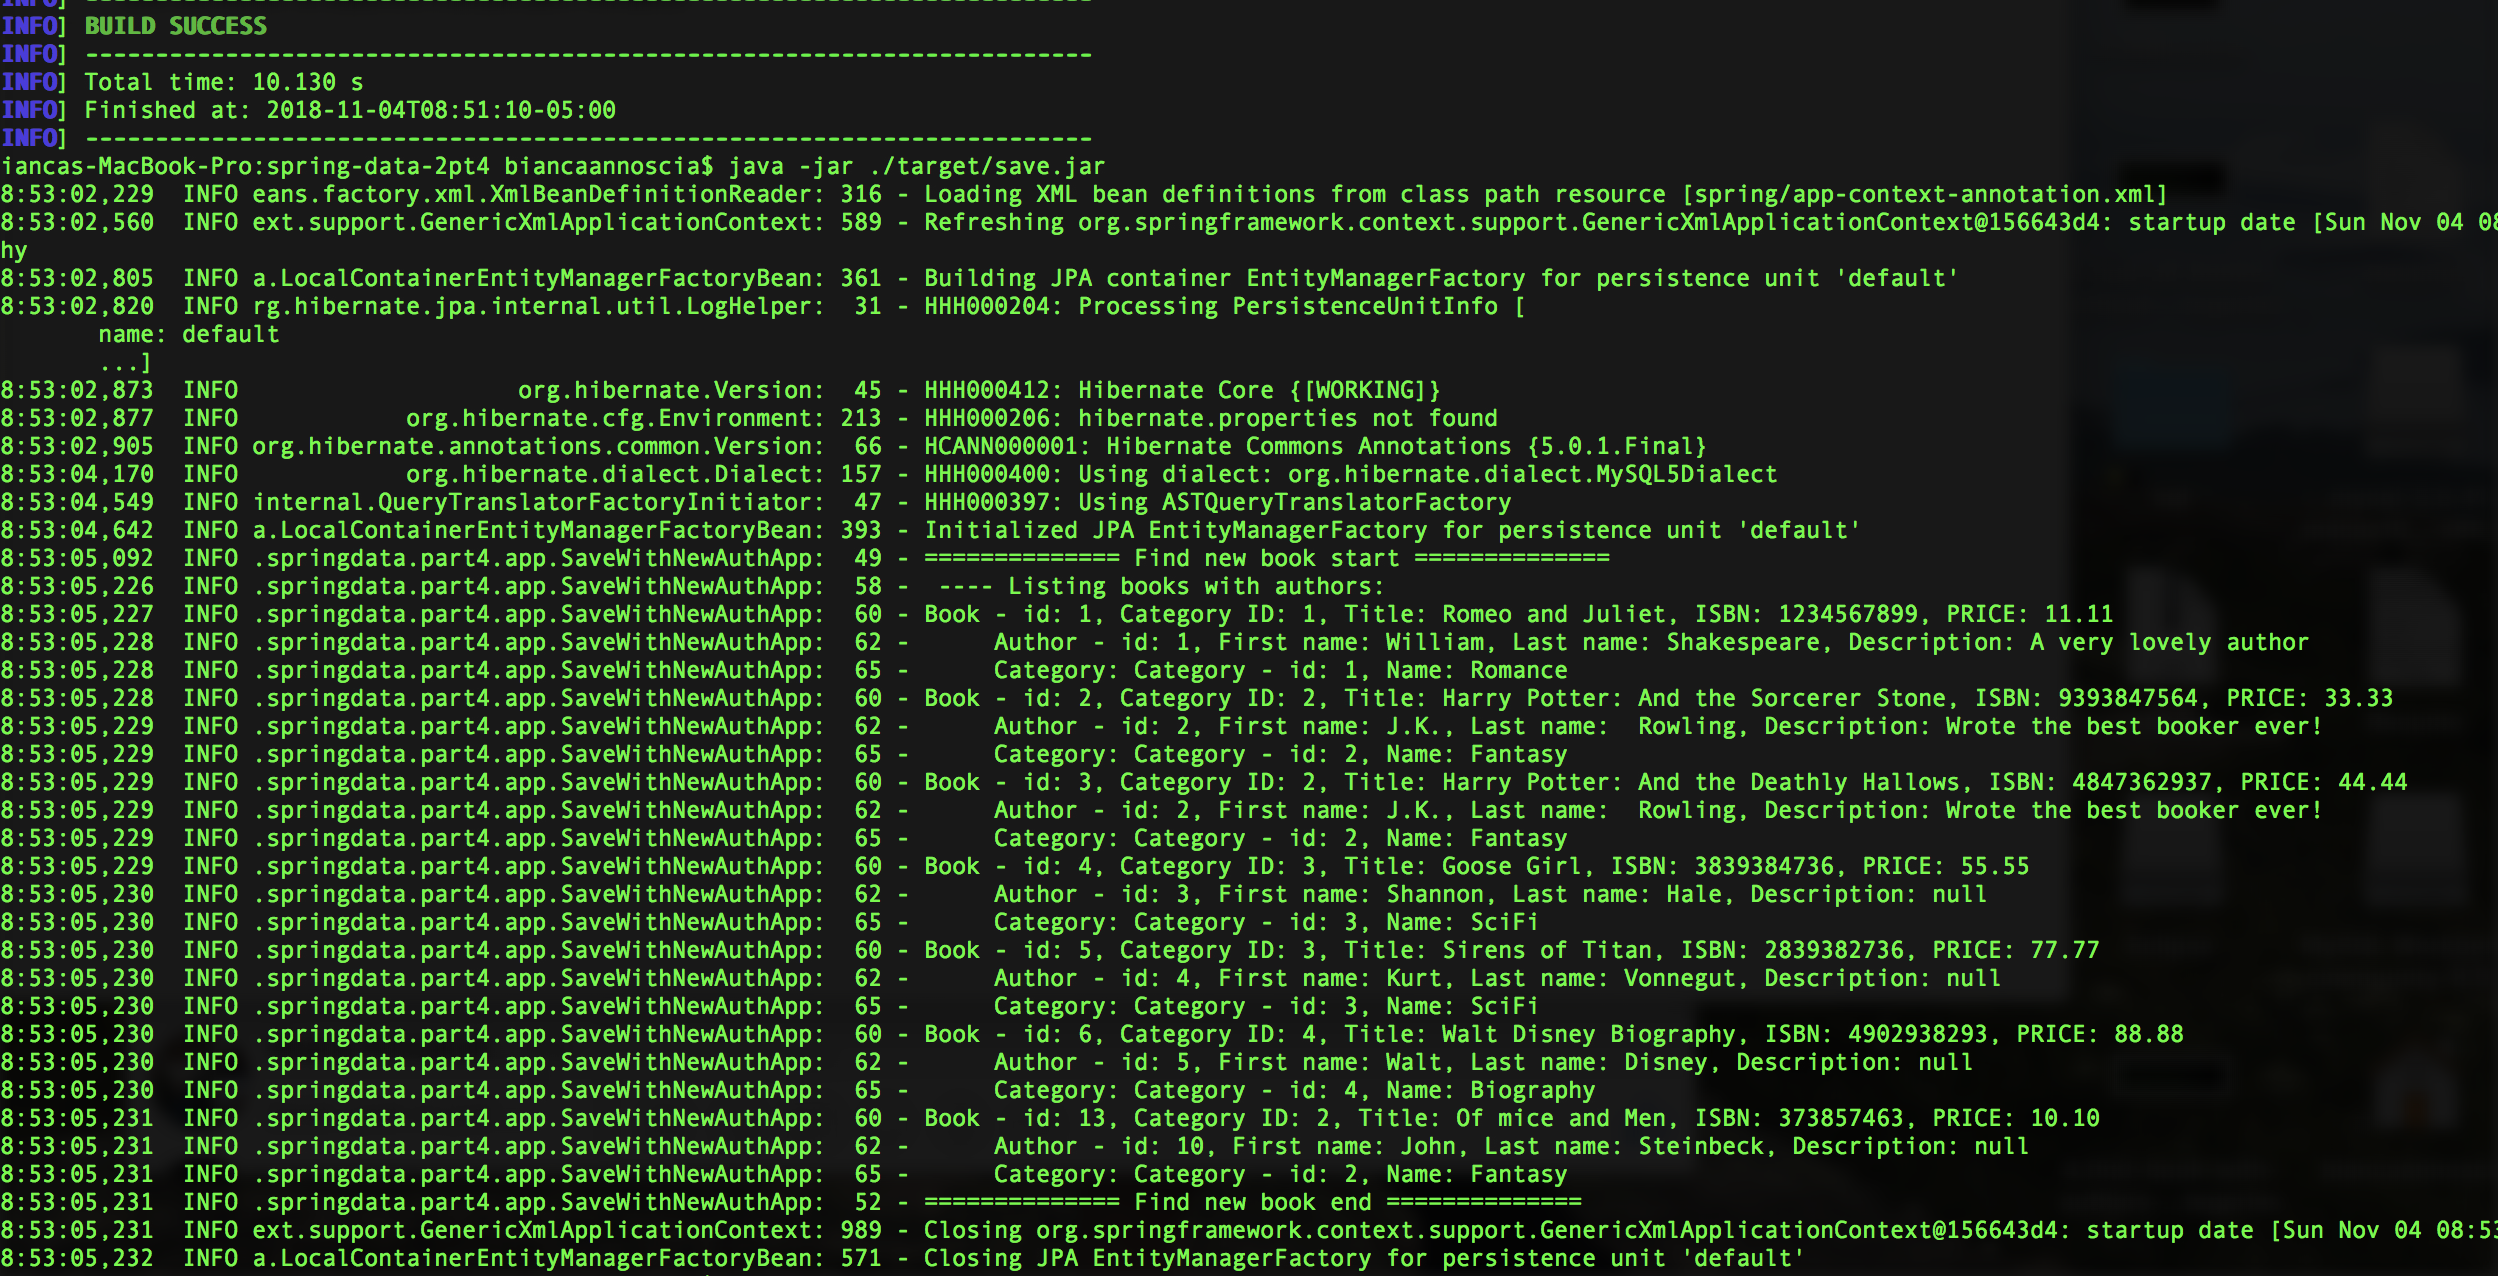 INFO] ------------------------------------------------------------------------
INFO] BUILD SUCCESS
INFO] ------------------------------------------------------------------------
INFO] Total time: 10.130 s
INFO] Finished at: 2018-11-04T08:51:10-05:00
INFO] ------------------------------------------------------------------------
iancas-MacBook-Pro:spring-data-2pt4 biancaannoscia$ java -jar ./target/save.jar
8:53:02,229  INFO eans.factory.xml.XmlBeanDefinitionReader: 316 - Loading XML bean definitions from class path resource [spring/app-context-annotation.xml]
8:53:02,560  INFO ext.support.GenericXmlApplicationContext: 589 - Refreshing org.springframework.context.support.GenericXmlApplicationContext@156643d4: startup date [Sun Nov 04 08
hy
8:53:02,805  INFO a.LocalContainerEntityManagerFactoryBean: 361 - Building JPA container EntityManagerFactory for persistence unit 'default'
8:53:02,820  INFO rg.hibernate.jpa.internal.util.LogHelper:  31 - HHH000204: Processing PersistenceUnitInfo [
       name: default
       ...]
8:53:02,873  INFO                    org.hibernate.Version:  45 - HHH000412: Hibernate Core {[WORKING]}
8:53:02,877  INFO            org.hibernate.cfg.Environment: 213 - HHH000206: hibernate.properties not found
8:53:02,905  INFO org.hibernate.annotations.common.Version:  66 - HCANN000001: Hibernate Commons Annotations {5.0.1.Final}
8:53:04,170  INFO            org.hibernate.dialect.Dialect: 157 - HHH000400: Using dialect: org.hibernate.dialect.MySQL5Dialect
8:53:04,549  INFO internal.QueryTranslatorFactoryInitiator:  47 - HHH000397: Using ASTQueryTranslatorFactory
8:53:04,642  INFO a.LocalContainerEntityManagerFactoryBean: 393 - Initialized JPA EntityManagerFactory for persistence unit 'default'
8:53:05,092  INFO .springdata.part4.app.SaveWithNewAuthApp:  49 - ============== Find new book start ==============
8:53:05,226  INFO .springdata.part4.app.SaveWithNewAuthApp:  58 -  ---- Listing books with authors:
8:53:05,227  INFO .springdata.part4.app.SaveWithNewAuthApp:  60 - Book - id: 1, Category ID: 1, Title: Romeo and Juliet, ISBN: 1234567899, PRICE: 11.11
8:53:05,228  INFO .springdata.part4.app.SaveWithNewAuthApp:  62 -      Author - id: 1, First name: William, Last name: Shakespeare, Description: A very lovely author
8:53:05,228  INFO .springdata.part4.app.SaveWithNewAuthApp:  65 -      Category: Category - id: 1, Name: Romance
8:53:05,228  INFO .springdata.part4.app.SaveWithNewAuthApp:  60 - Book - id: 2, Category ID: 2, Title: Harry Potter: And the Sorcerer Stone, ISBN: 9393847564, PRICE: 33.33
8:53:05,229  INFO .springdata.part4.app.SaveWithNewAuthApp:  62 -      Author - id: 2, First name: J.K., Last name:  Rowling, Description: Wrote the best booker ever!
8:53:05,229  INFO .springdata.part4.app.SaveWithNewAuthApp:  65 -      Category: Category - id: 2, Name: Fantasy
8:53:05,229  INFO .springdata.part4.app.SaveWithNewAuthApp:  60 - Book - id: 3, Category ID: 2, Title: Harry Potter: And the Deathly Hallows, ISBN: 4847362937, PRICE: 44.44
8:53:05,229  INFO .springdata.part4.app.SaveWithNewAuthApp:  62 -      Author - id: 2, First name: J.K., Last name:  Rowling, Description: Wrote the best booker ever!
8:53:05,229  INFO .springdata.part4.app.SaveWithNewAuthApp:  65 -      Category: Category - id: 2, Name: Fantasy
8:53:05,229  INFO .springdata.part4.app.SaveWithNewAuthApp:  60 - Book - id: 4, Category ID: 3, Title: Goose Girl, ISBN: 3839384736, PRICE: 55.55
8:53:05,230  INFO .springdata.part4.app.SaveWithNewAuthApp:  62 -      Author - id: 3, First name: Shannon, Last name: Hale, Description: null
8:53:05,230  INFO .springdata.part4.app.SaveWithNewAuthApp:  65 -      Category: Category - id: 3, Name: SciFi
8:53:05,230  INFO .springdata.part4.app.SaveWithNewAuthApp:  60 - Book - id: 5, Category ID: 3, Title: Sirens of Titan, ISBN: 2839382736, PRICE: 77.77
8:53:05,230  INFO .springdata.part4.app.SaveWithNewAuthApp:  62 -      Author - id: 4, First name: Kurt, Last name: Vonnegut, Description: null
8:53:05,230  INFO .springdata.part4.app.SaveWithNewAuthApp:  65 -      Category: Category - id: 3, Name: SciFi
8:53:05,230  INFO .springdata.part4.app.SaveWithNewAuthApp:  60 - Book - id: 6, Category ID: 4, Title: Walt Disney Biography, ISBN: 4902938293, PRICE: 88.88
8:53:05,230  INFO .springdata.part4.app.SaveWithNewAuthApp:  62 -      Author - id: 5, First name: Walt, Last name: Disney, Description: null
8:53:05,230  INFO .springdata.part4.app.SaveWithNewAuthApp:  65 -      Category: Category - id: 4, Name: Biography
8:53:05,231  INFO .springdata.part4.app.SaveWithNewAuthApp:  60 - Book - id: 13, Category ID: 2, Title: Of mice and Men, ISBN: 373857463, PRICE: 10.10
8:53:05,231  INFO .springdata.part4.app.SaveWithNewAuthApp:  62 -      Author - id: 10, First name: John, Last name: Steinbeck, Description: null
8:53:05,231  INFO .springdata.part4.app.SaveWithNewAuthApp:  65 -      Category: Category - id: 2, Name: Fantasy
8:53:05,231  INFO .springdata.part4.app.SaveWithNewAuthApp:  52 - ============== Find new book end ==============
8:53:05,231  INFO ext.support.GenericXmlApplicationContext: 989 - Closing org.springframework.context.support.GenericXmlApplicationContext@156643d4: startup date [Sun Nov 04 08:53
8:53:05,232  INFO a.LocalContainerEntityManagerFactoryBean: 571 - Closing JPA EntityManagerFactory for persistence unit 'default'